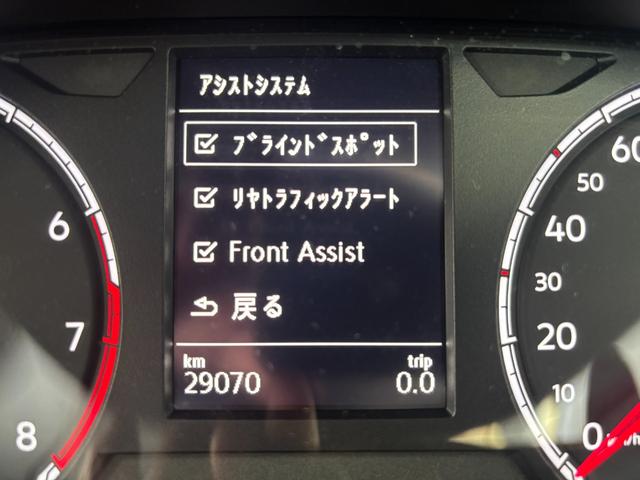 アシストシステム
ブラインドスポット
リヤトラフィックアラート
Front Assist
戻る
km
trip
29070
0.0
6
7
8
60
50
40
30
20
10
0